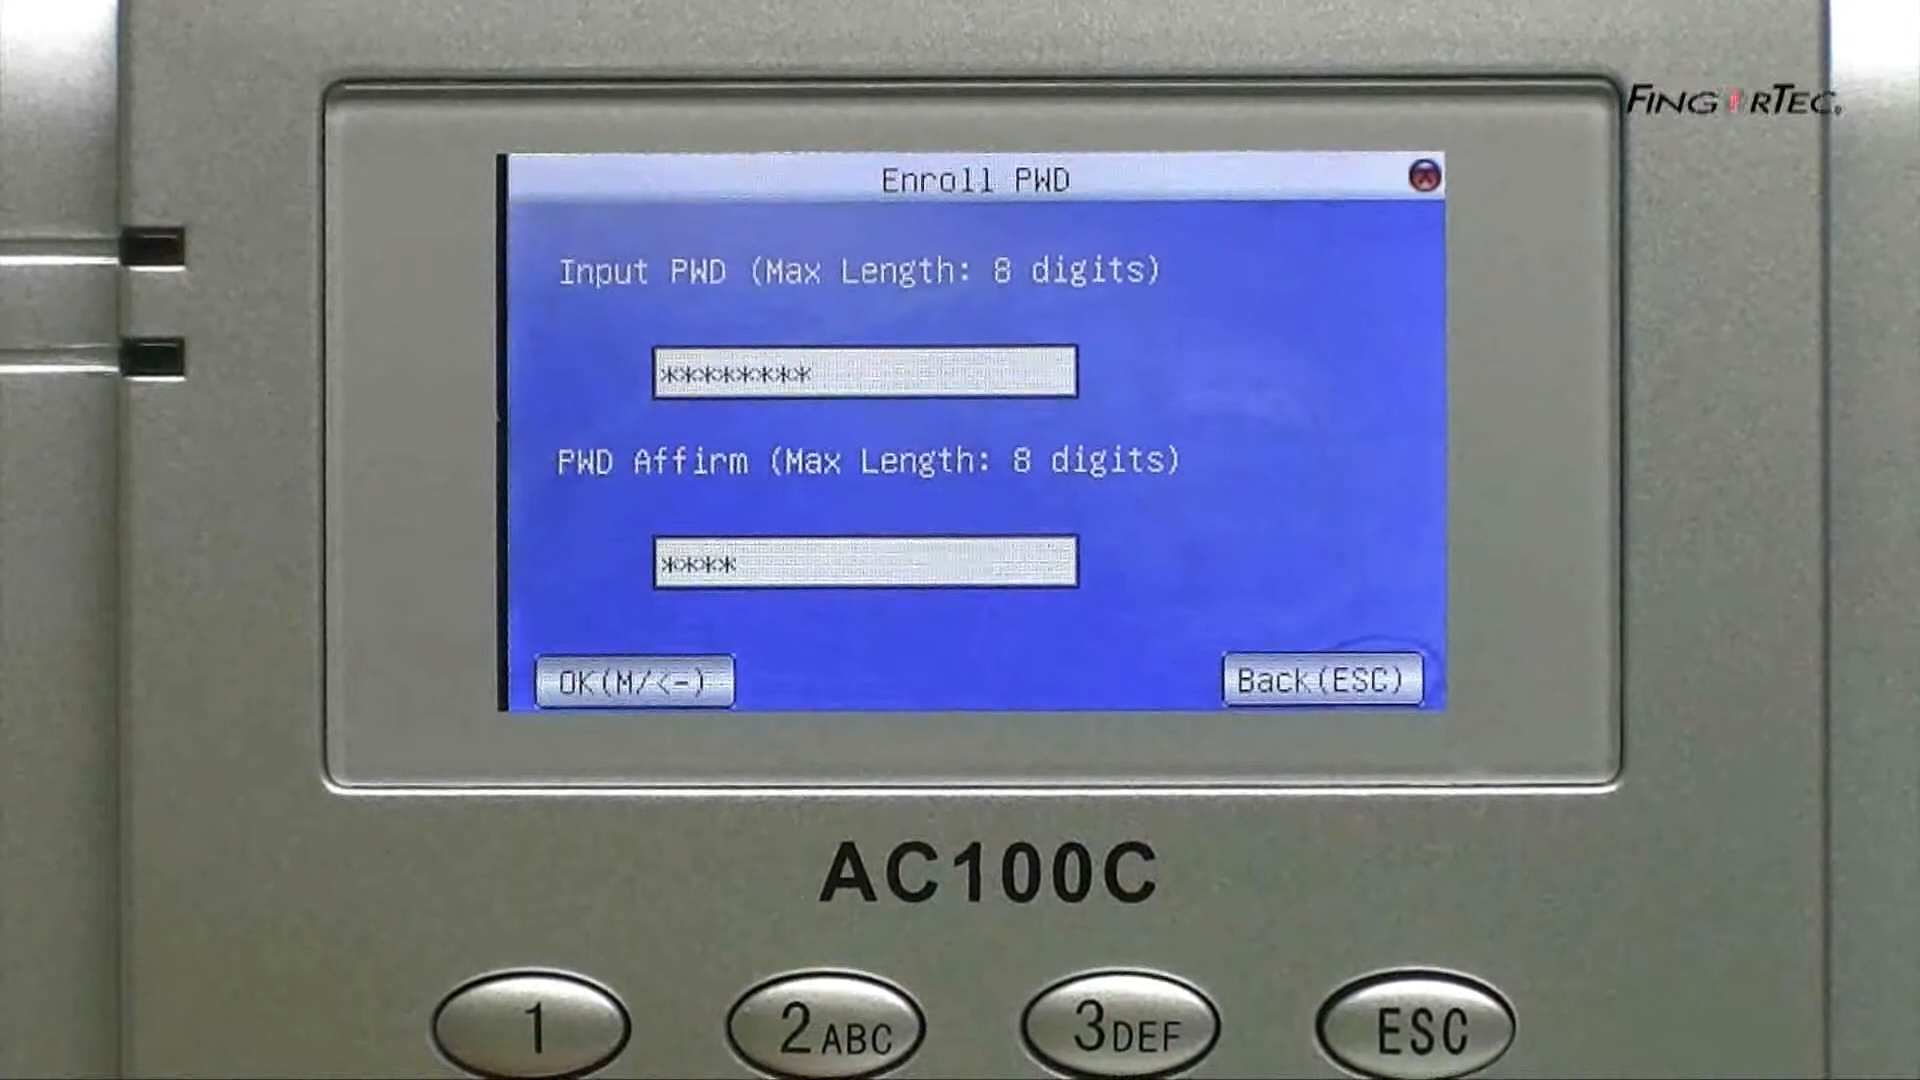 FINGERTEC
Enroll PWD
Input PWD (Max Length: 8 digits)
********
PWD Affirm (Max Length: 8 digits)
****
OK(M/<-)
Back(ESC)
AC100C
1
2ABC
3DEF
ESC